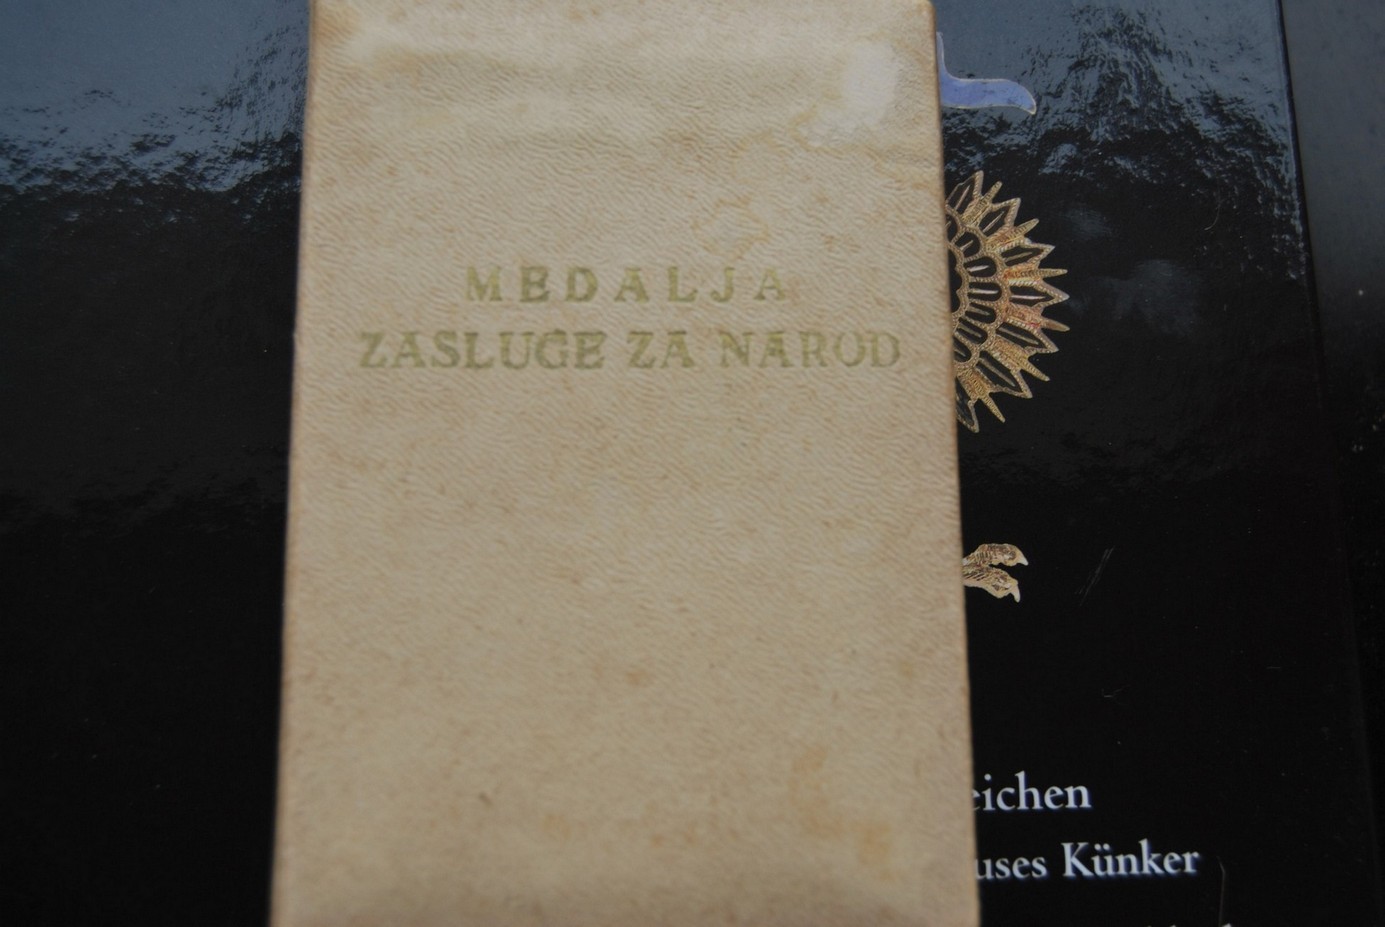 MEDALJA
ZASLUGE ZA NAROD
eichen
uses Künker